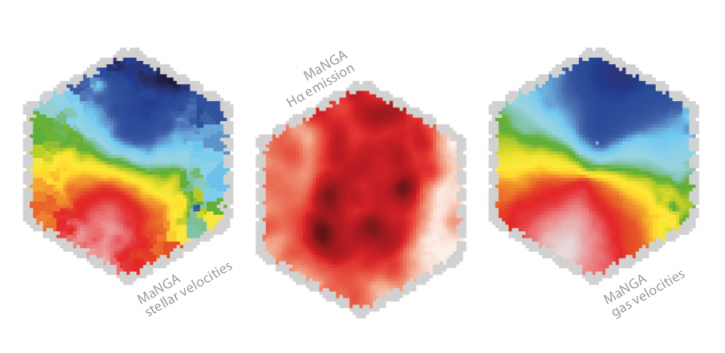 MaNGA
stellar velocities
MaNGA
Hα emission
MaNGA
gas velocities